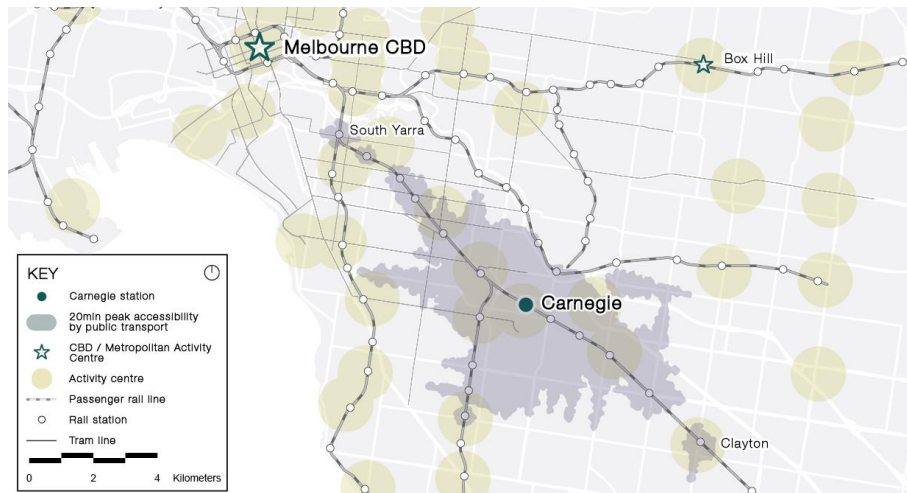 Melbourne CBD
Box Hill
South Yarra
Carnegie
Clayton
KEY
Carnegie station
20min peak accessibility
by public transport
CBD / Metropolitan Activity
Centre
Activity centre
Passenger rail line
Rail station
Tram line
0 2 4 Kilometers